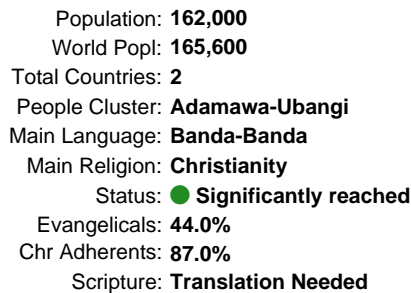 Population: 162,000
World Popl: 165,600
Total Countries: 2
People Cluster: Adamawa-Ubangi
Main Language: Banda-Banda
Main Religion: Christianity
Status: Significantly reached
Evangelicals: 44.0%
Chr Adherents: 87.0%
Scripture: Translation Needed